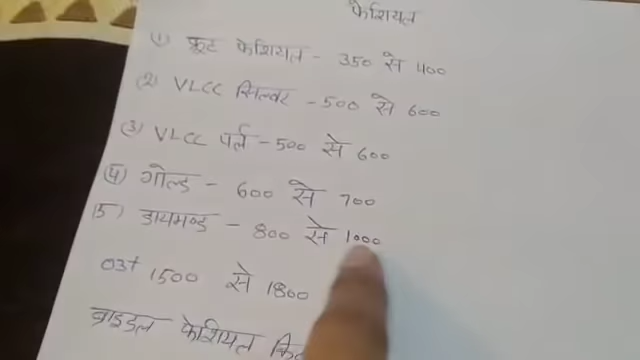 फेशियल
(1) फ्रूट फेशियल - 350 से 400
(2) VLCC सिल्वर - 500 से 600
(3) VLCC पर्ल - 500 से 600
(4) गोल्ड - 600 से 700
(5) डायमण्ड - 800 से 1000
03+ 1500 से 1800
ब्राइडल फेशियल